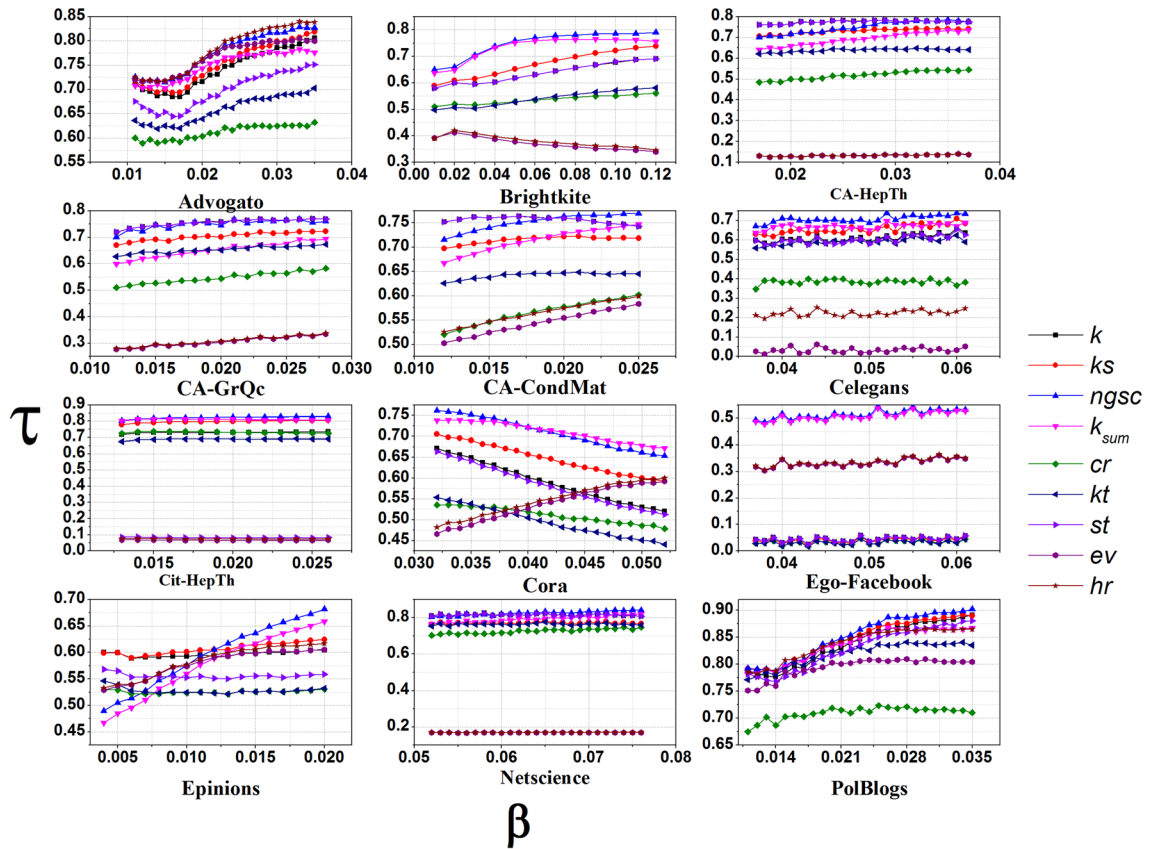 0.85
0.80
0.75
0.70
0.65
0.60
0.55
0.01 0.02 0.03 0.04
Advogato
0.8
0.7
0.6
0.5
0.4
0.3
0.00 0.02 0.04 0.06 0.08 0.10 0.12
Brightkite
0.8
0.7
0.6
0.5
0.4
0.3
0.2
0.1
0.02 0.03 0.04
CA-HepTh
0.8
0.7
0.6
0.5
0.4
0.3
0.010 0.015 0.020 0.025 0.030
CA-GrQc
0.75
0.70
0.65
0.60
0.55
0.50
0.010 0.015 0.020 0.025
CA-CondMat
0.7
0.6
0.5
0.4
0.3
0.2
0.1
0.0
0.04 0.05 0.06
Celegans
τ
0.9
0.8
0.7
0.6
0.5
0.4
0.3
0.2
0.1
0.0
0.015 0.020 0.025
Cit-HepTh
0.75
0.70
0.65
0.60
0.55
0.50
0.45
0.030 0.035 0.040 0.045 0.050
Cora
0.5
0.4
0.3
0.2
0.1
0.0
0.04 0.05 0.06
Ego-Facebook
0.70
0.65
0.60
0.55
0.50
0.45
0.005 0.010 0.015 0.020
Epinions
0.8
0.6
0.4
0.2
0.05 0.06 0.07 0.08
Netscience
0.90
0.85
0.80
0.75
0.70
0.65
0.014 0.021 0.028 0.035
PolBlogs
β
k
ks
ngsc
ksum
cr
kt
st
ev
hr